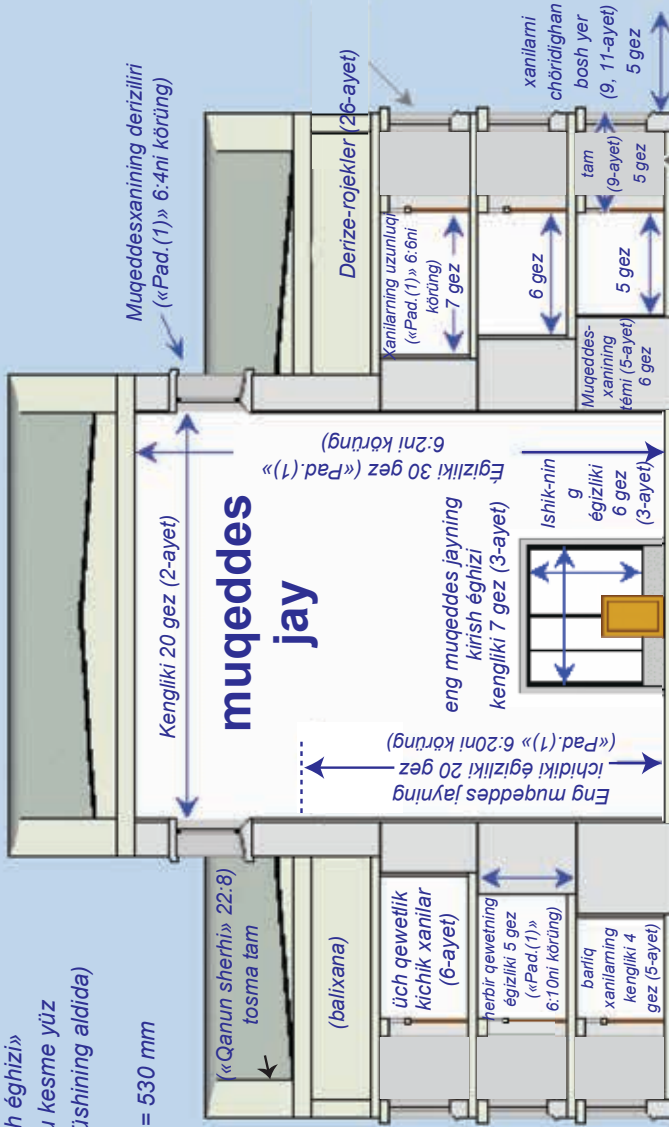 h éghizi»
u kesme yüz
üshining aldida)
= 530 mm
Muqeddesxanining deriziliri
(«Pad.(1)» 6:4ni körüng)
Kengliki 20 gez (2-ayet)
muqeddes
jay
Égizliki 30 gez («Pad.(1)»
6:2ni körüng)
eng muqeddes jayning
kirish éghizi
kengliki 7 gez (3-ayet)
Ishik-nin
g
égizliki
6 gez
(3-ayet)
Eng muqeddes jayning
ichidiki égizliki 20 gez
(«Pad.(1)» 6:20ni körüng)
(«Qanun sherhi» 22:8)
tosma tam
(balixana)
üch qewetlik
kichik xanilar
(6-ayet)
herbir qewetning
égizliki 5 gez
(«Pad.(1)»
6:10ni körüng)
barliq
xanilarning
kengliki 4
gez (5-ayet)
Derize-rojekler (26-ayet)
Xanilarning uzunluqi
(«Pad.(1)» 6:6ni
körüng)
7 gez
6 gez
5 gez
Muqeddes-
xanining
témi (5-ayet)
6 gez
tam
(9-ayet)
5 gez
xanilarni
chöridighan
bosh yer
(9, 11-ayet)
5 gez